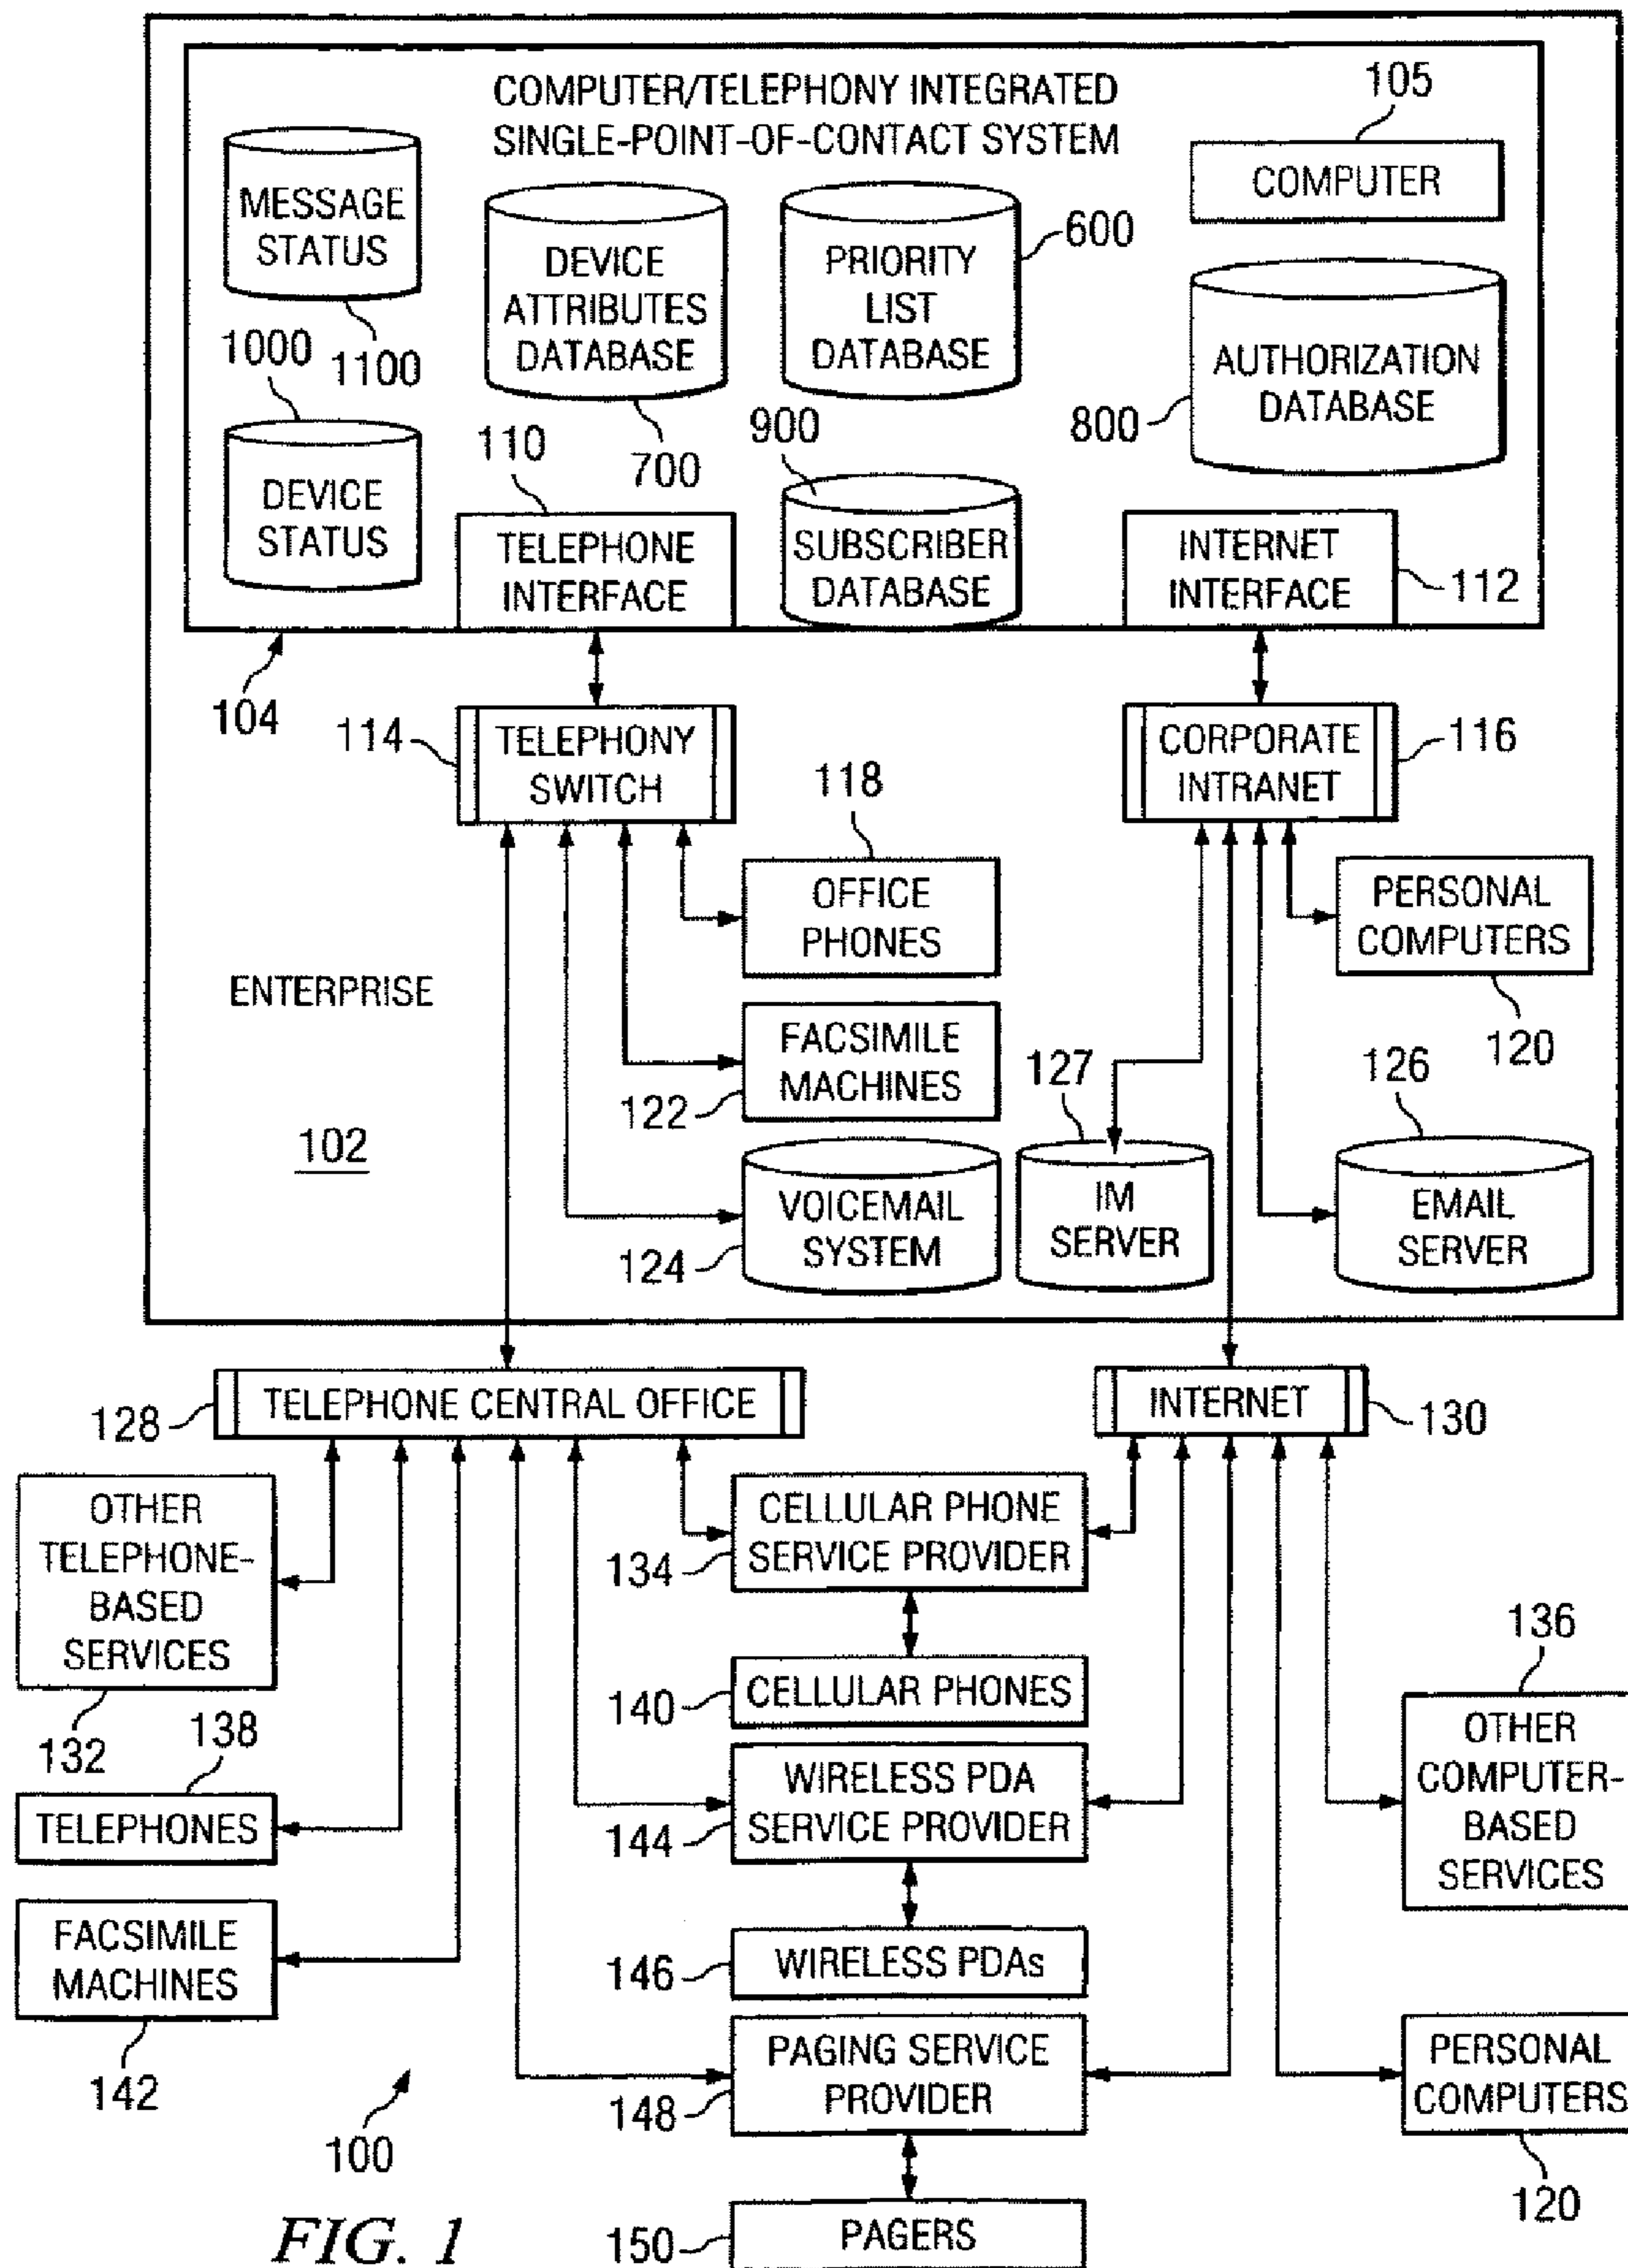 COMPUTER/TELEPHONY INTEGRATED
SINGLE-POINT-OF-CONTACT SYSTEM
105
COMPUTER
MESSAGE
STATUS
1100
DEVICE
ATTRIBUTES
DATABASE
700
PRIORITY
LIST
DATABASE
600
AUTHORIZATION
DATABASE
800
1000
DEVICE
STATUS
110
TELEPHONE
INTERFACE
900
SUBSCRIBER
DATABASE
INTERNET
INTERFACE
112
104
114
TELEPHONY
SWITCH
CORPORATE
INTRANET
116
118
OFFICE
PHONES
PERSONAL
COMPUTERS
120
ENTERPRISE
102
FACSIMILE
MACHINES
122
127
IM
SERVER
126
EMAIL
SERVER
VOICEMAIL
SYSTEM
124
128
TELEPHONE CENTRAL OFFICE
INTERNET
130
OTHER
TELEPHONE-
BASED
SERVICES
132
CELLULAR PHONE
SERVICE PROVIDER
134
CELLULAR PHONES
140
136
OTHER
COMPUTER-
BASED
SERVICES
138
TELEPHONES
WIRELESS PDA
SERVICE PROVIDER
144
FACSIMILE
MACHINES
142
WIRELESS PDAs
146
PAGING SERVICE
PROVIDER
148
PERSONAL
COMPUTERS
120
100
PAGERS
150
FIG. 1